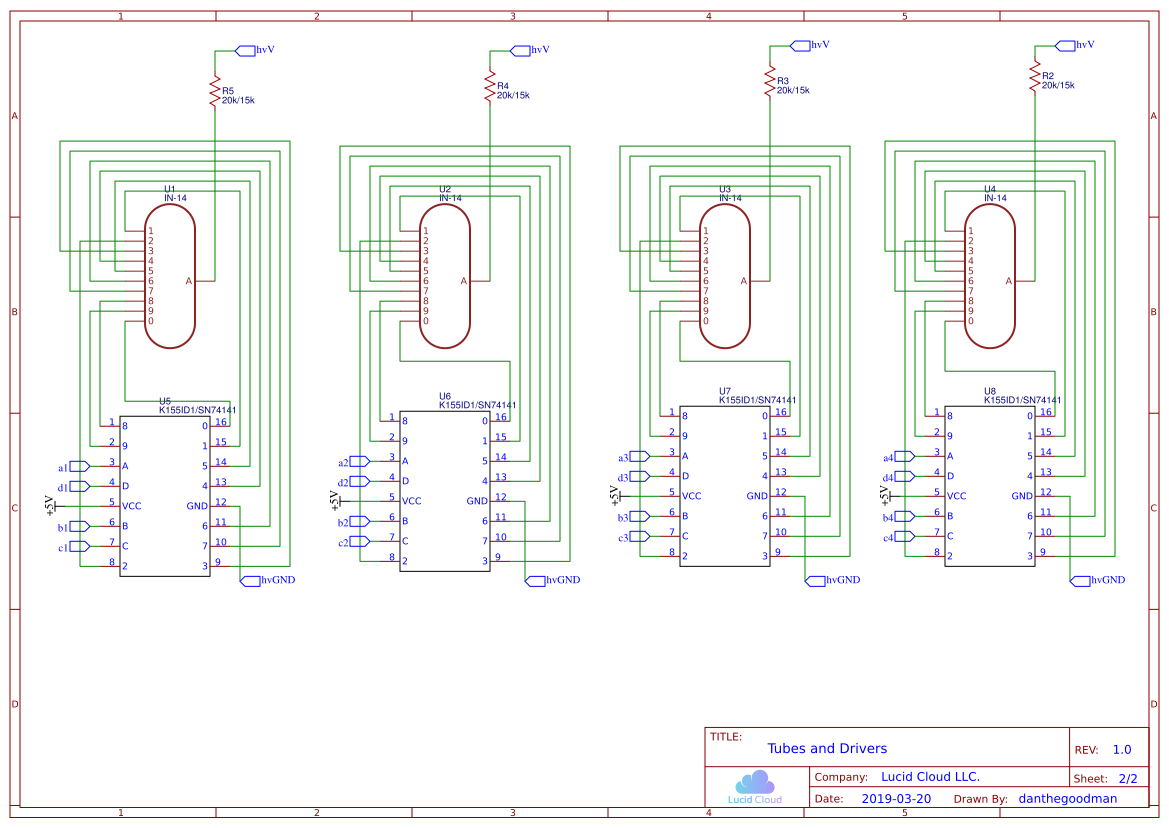 1 2 3 4 5
hvV hvV hvV hvV
R5
20k/15k
R4
20k/15k
R3
20k/15k
R2
20k/15k
A A
U1
IN-14
1
2
3
4
5
6
7
8
9
0
A
U2
IN-14
1
2
3
4
5
6
7
8
9
0
A
U3
IN-14
1
2
3
4
5
6
7
8
9
0
A
U4
IN-14
1
2
3
4
5
6
7
8
9
0
A
B B
U5
K155ID1/SN74141
1 8 0 16
2 9 1 15
a1 3 A 5 14
d1 4 D 4 13
+5V 5 VCC GND 12
b1 6 B 6 11
c1 7 C 7 10
8 2 3 9
hvGND
U6
K155ID1/SN74141
1 8 0 16
2 9 1 15
a2 3 A 5 14
d2 4 D 4 13
+5V 5 VCC GND 12
b2 6 B 6 11
c2 7 C 7 10
8 2 3 9
hvGND
U7
K155ID1/SN74141
1 8 0 16
2 9 1 15
a3 3 A 5 14
d3 4 D 4 13
+5V 5 VCC GND 12
b3 6 B 6 11
c3 7 C 7 10
8 2 3 9
hvGND
U8
K155ID1/SN74141
1 8 0 16
2 9 1 15
a4 3 A 5 14
d4 4 D 4 13
+5V 5 VCC GND 12
b4 6 B 6 11
c4 7 C 7 10
8 2 3 9
hvGND
C C
D D
TITLE:
Tubes and Drivers
REV: 1.0
Lucid Cloud
Company: Lucid Cloud LLC.
Sheet: 2/2
Date: 2019-03-20 Drawn By: danthegoodman
1 2 3 4 5